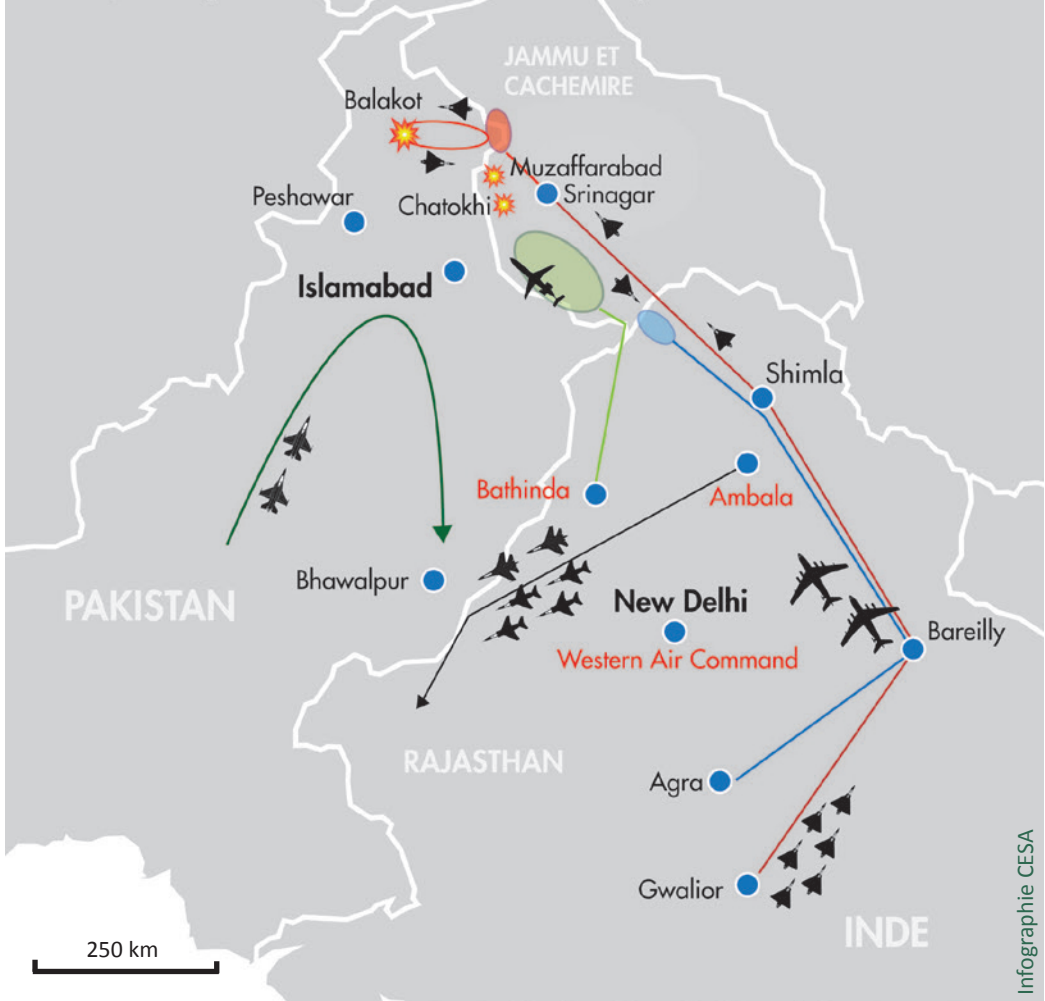 JAMMU ET
CACHEMIRE
Balakot
Muzaffarabad
Srinagar
Peshawar
Chatokhi
Islamabad
Shimla
Bathinda
Ambala
Bhawalpur
PAKISTAN
New Delhi
Western Air Command
Bareilly
RAJASTHAN
Agra
Gwalior
INDE
250 km
Infographie CESA